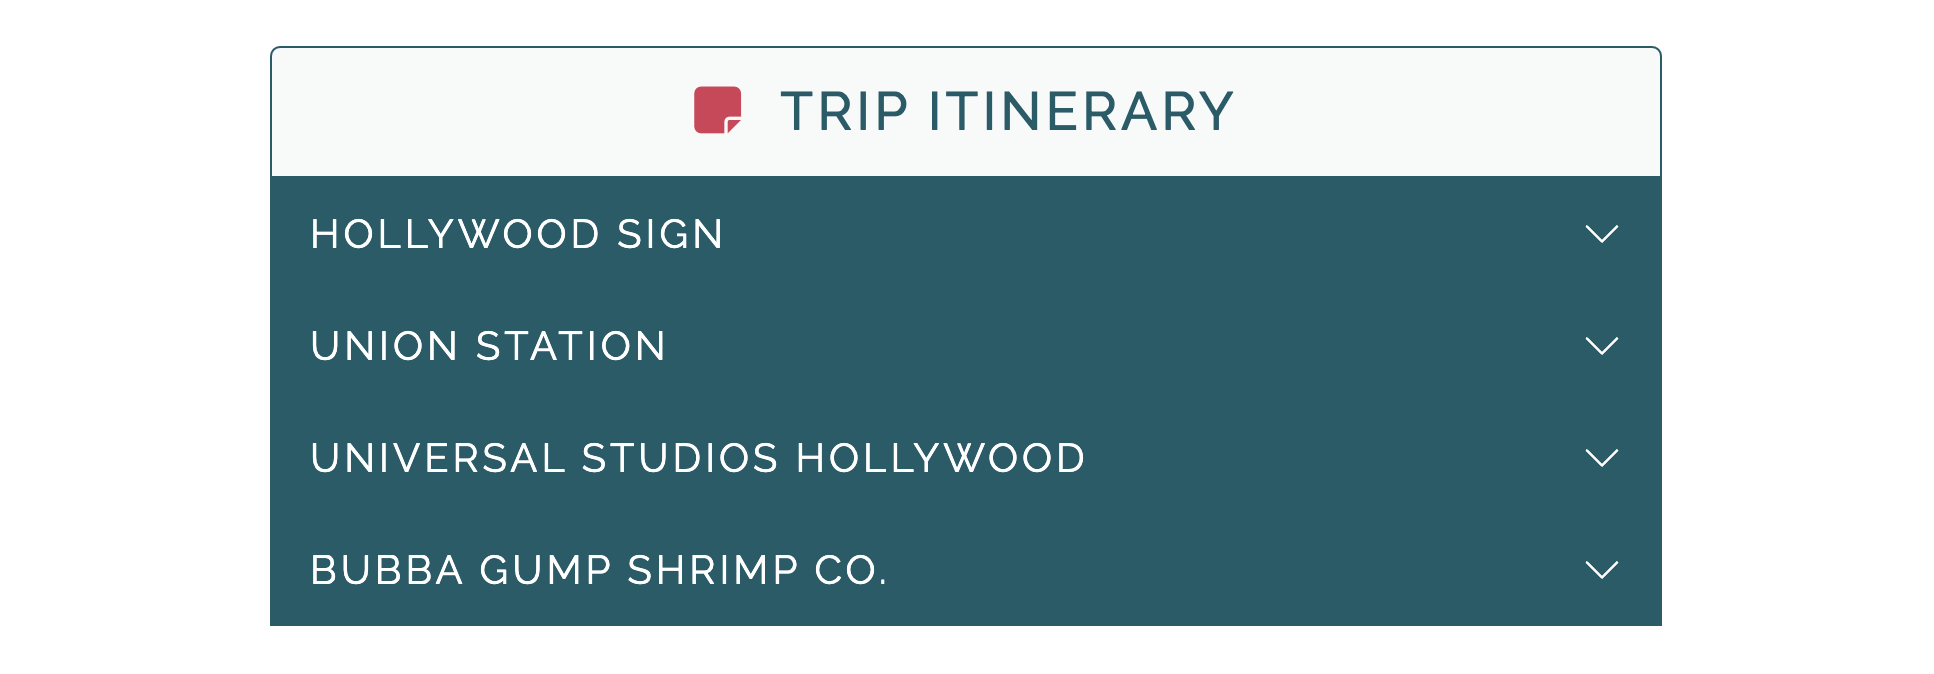 TRIP ITINERARY
HOLLYWOOD SIGN
UNION STATION
UNIVERSAL STUDIOS HOLLYWOOD
BUBBA GUMP SHRIMP CO.